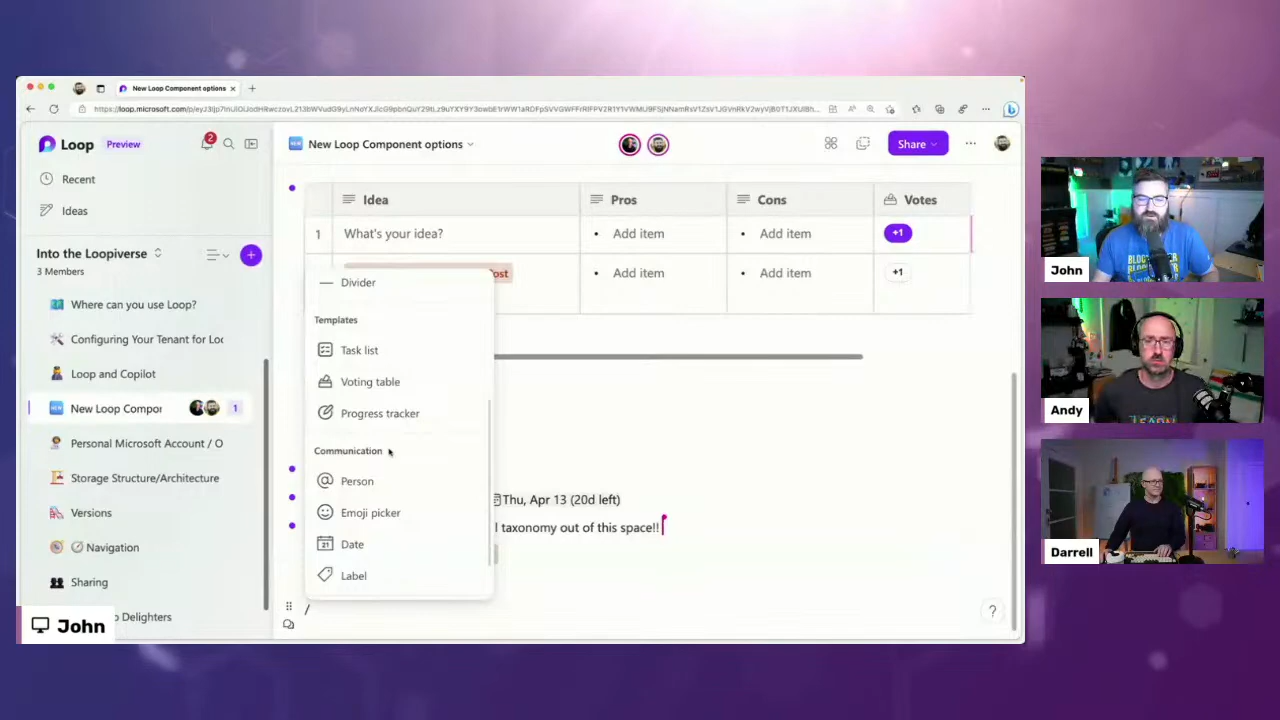 New Loop Component options
Loop Preview
2
Recent
Ideas
Into the Loopiverse
3 Members
Where can you use Loop?
Configuring Your Tenant for Loc
Loop and Copilot
New Loop Compor
1
Personal Microsoft Account / O
Storage Structure/Architecture
Versions
Navigation
Sharing
Delighters
John
New Loop Component options
Share
Idea Pros Cons Votes
1 What's your idea? Add item Add item +1
Add item Add item +1
Divider
Templates
Task list
Voting table
Progress tracker
Communication
Person
Emoji picker
21 Date
Label
/
Thu, Apr 13 (20d left)
l taxonomy out of this space!!
?
John
Andy
Darrell